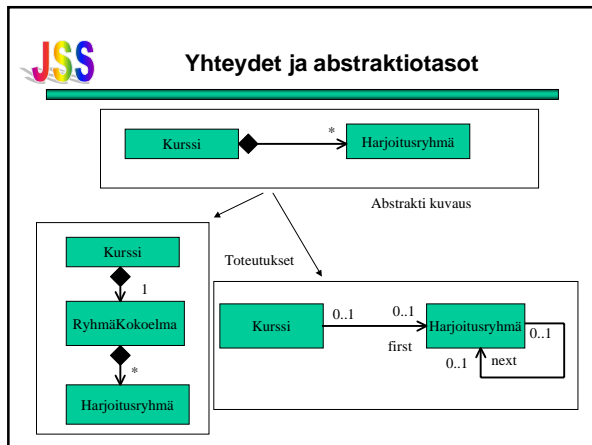 JSS
Yhteydet ja abstraktiotasot
Kurssi
*
Harjoitusryhmä
Abstrakti kuvaus
Toteutukset
Kurssi
1
RyhmäKokoelma
*
Harjoitusryhmä
Kurssi
0..1
0..1
first
Harjoitusryhmä
0..1
0..1
next